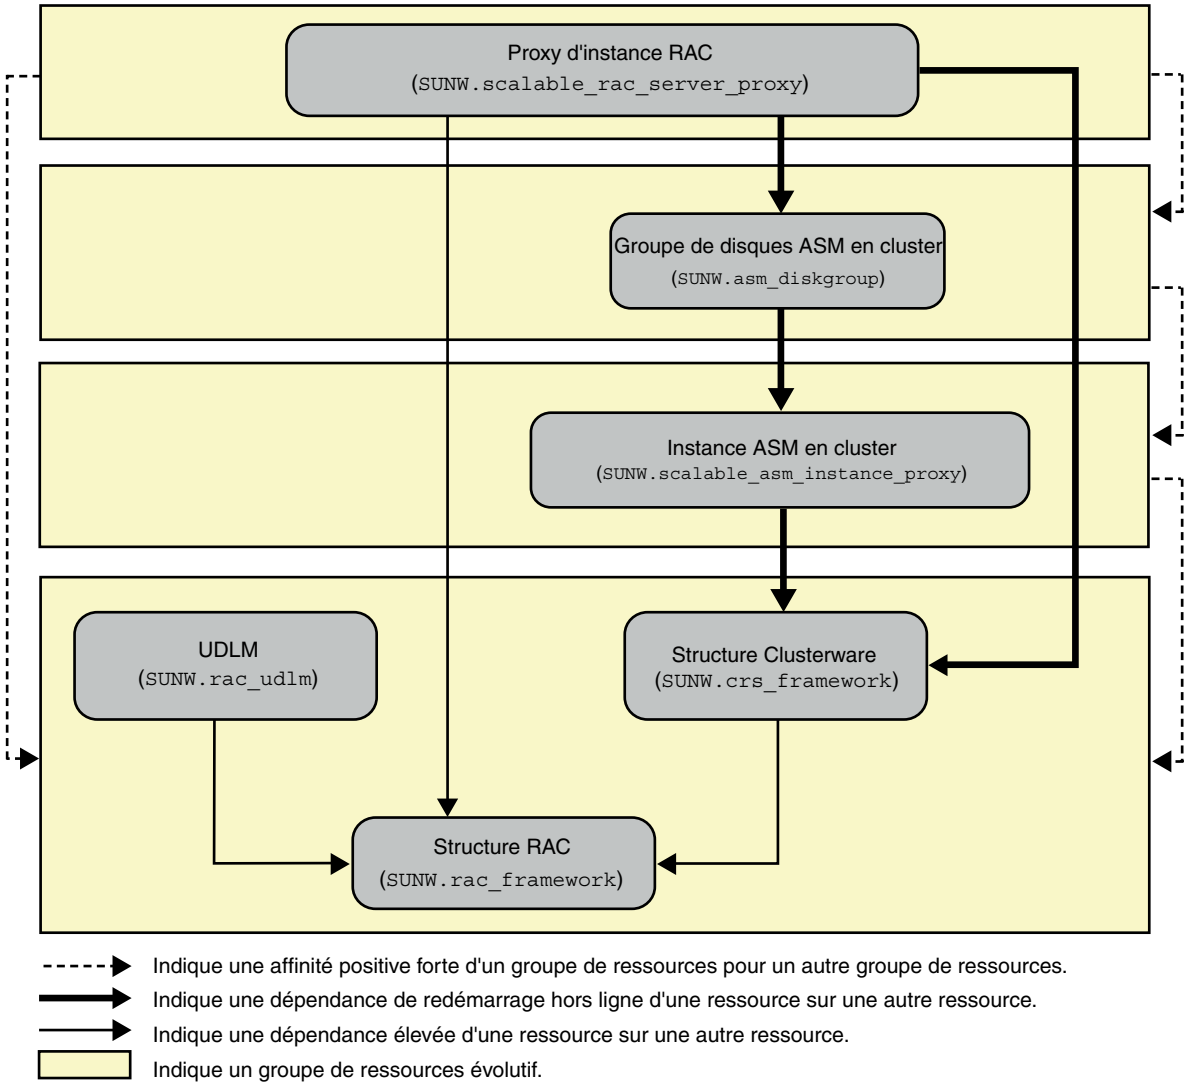 Proxy d'instance RAC
(SUNW.scalable_rac_server_proxy)
Groupe de disques ASM en cluster
(SUNW.asm_diskgroup)
Instance ASM en cluster
(SUNW.scalable_asm_instance_proxy)
UDLM
(SUNW.rac_udlm)
Structure Clusterware
(SUNW.crs_framework)
Structure RAC
(SUNW.rac_framework)
Indique une affinité positive forte d'un groupe de ressources pour un autre groupe de ressources.
Indique une dépendance de redémarrage hors ligne d'une ressource sur une autre ressource.
Indique une dépendance élevée d'une ressource sur une autre ressource.
Indique un groupe de ressources évolutif.